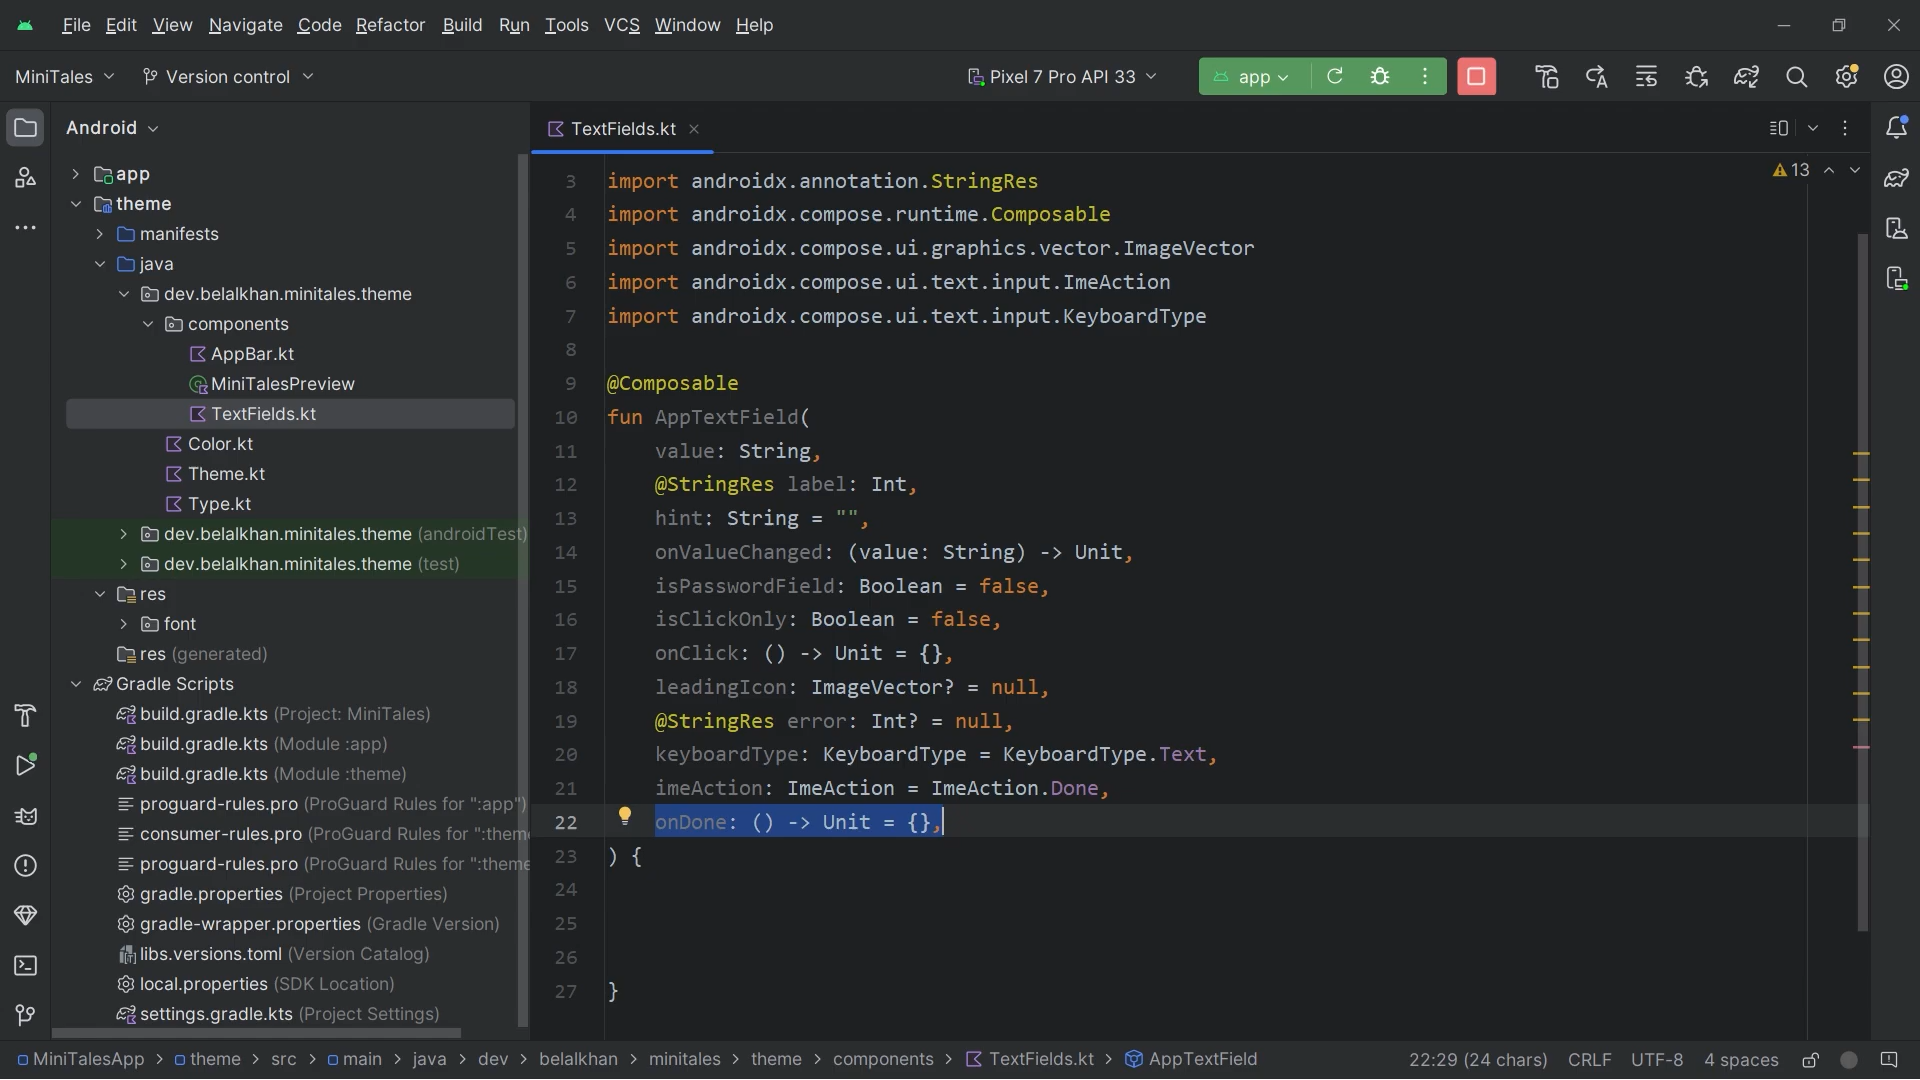 File Edit View Navigate Code Refactor Build Run Tools VCS Window Help
MiniTales Version control Pixel 7 Pro API 33 app
Android
TextFields.kt
13
app
theme
manifests
java
dev.belalkhan.minitales.theme
components
AppBar.kt
MiniTalesPreview
TextFields.kt
Color.kt
Theme.kt
Type.kt
dev.belalkhan.minitales.theme (androidTest)
dev.belalkhan.minitales.theme (test)
res
font
res (generated)
Gradle Scripts
build.gradle.kts (Project: MiniTales)
build.gradle.kts (Module :app)
build.gradle.kts (Module :theme)
proguard-rules.pro (ProGuard Rules for ":app")
consumer-rules.pro (ProGuard Rules for ":theme
proguard-rules.pro (ProGuard Rules for ":theme
gradle.properties (Project Properties)
gradle-wrapper.properties (Gradle Version)
libs.versions.toml (Version Catalog)
local.properties (SDK Location)
settings.gradle.kts (Project Settings)
3 import androidx.annotation.StringRes
4 import androidx.compose.runtime.Composable
5 import androidx.compose.ui.graphics.vector.ImageVector
6 import androidx.compose.ui.text.input.ImeAction
7 import androidx.compose.ui.text.input.KeyboardType
8
9 @Composable
10 fun AppTextField(
11 value: String,
12 @StringRes label: Int,
13 hint: String = "",
14 onValueChanged: (value: String) -> Unit,
15 isPasswordField: Boolean = false,
16 isClickOnly: Boolean = false,
17 onClick: () -> Unit = {},
18 leadingIcon: ImageVector? = null,
19 @StringRes error: Int? = null,
20 keyboardType: KeyboardType = KeyboardType.Text,
21 imeAction: ImeAction = ImeAction.Done,
22 onDone: () -> Unit = {},
23 ) {
24
25
26
27 }
MiniTalesApp > theme > src > main > java > dev > belalkhan > minitales > theme > components > TextFields.kt > AppTextField
22:29 (24 chars) CRLF UTF-8 4 spaces